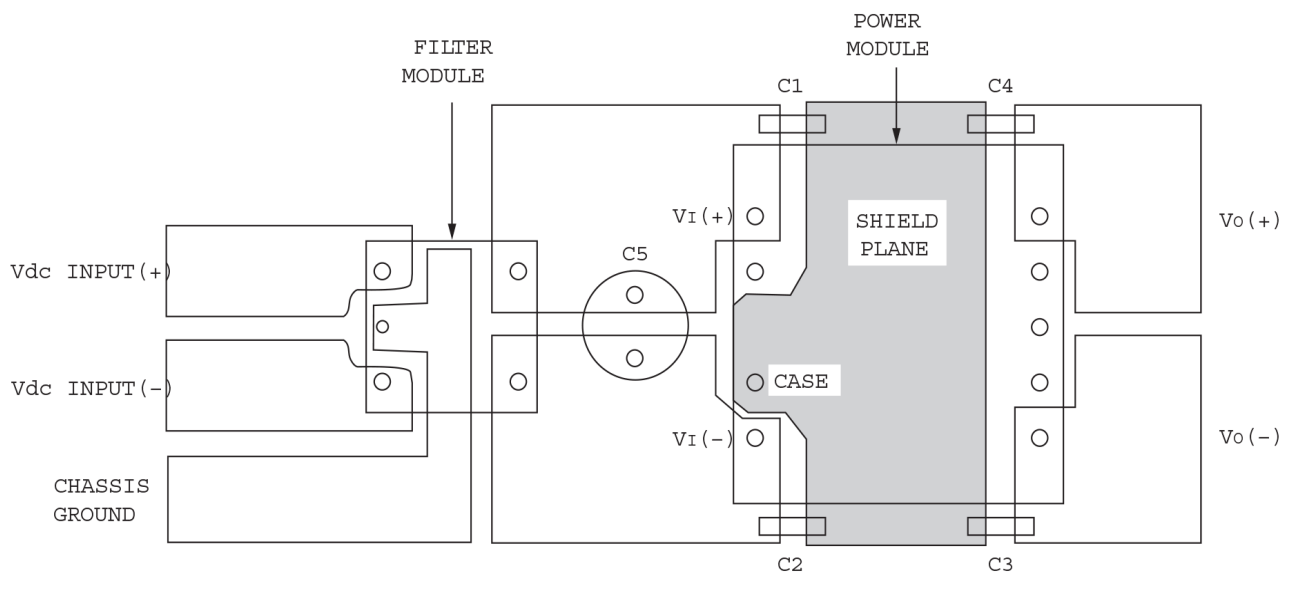 POWER
MODULE
FILTER
MODULE
C1
C4
VI(+)
SHIELD
PLANE
VO(+)
C5
Vdc INPUT(+)
Vdc INPUT(-)
CASE
VI(-)
VO(-)
CHASSIS
GROUND
C2
C3